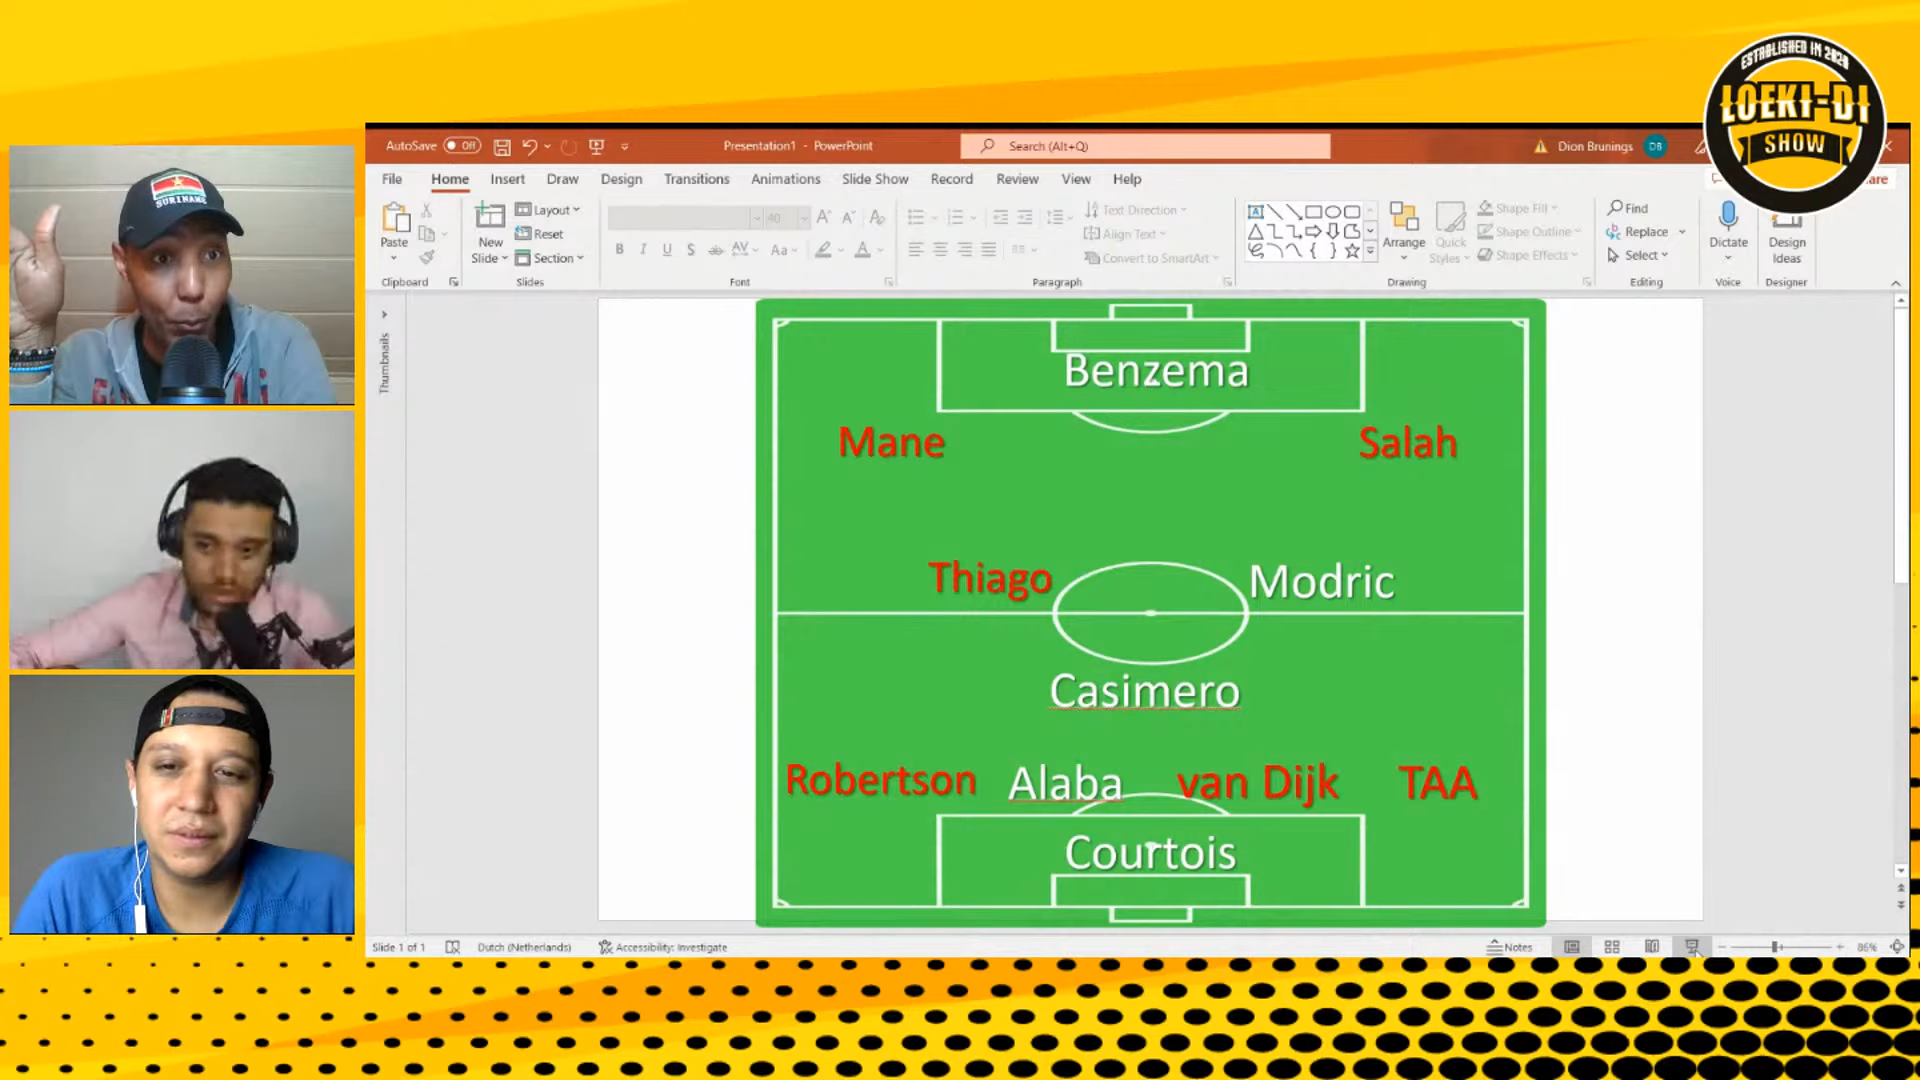 ESTABLISHED IN 2020
LOEKI-DI
SHOW
SURINAME
AutoSave Off
Presentation1 - PowerPoint
Search (Alt+Q)
Dion Brunings DB
File Home Insert Draw Design Transitions Animations Slide Show Record Review View Help
Paste
Clipboard
New
Slide
Layout
Reset
Section
Slides
40
Font
Text Direction
Align Text
Convert to SmartArt
Paragraph
Arrange
Quick
Styles
Shape Fill
Shape Outline
Shape Effects
Drawing
Find
Replace
Select
Editing
Dictate
Voice
Design
Ideas
Designer
Thumbnails
Benzema
Mane Salah
Thiago Modric
Casimero
Robertson Alaba van Dijk TAA
Courtois
Slide 1 of 1 Dutch (Netherlands) Accessibility: Investigate Notes 86%